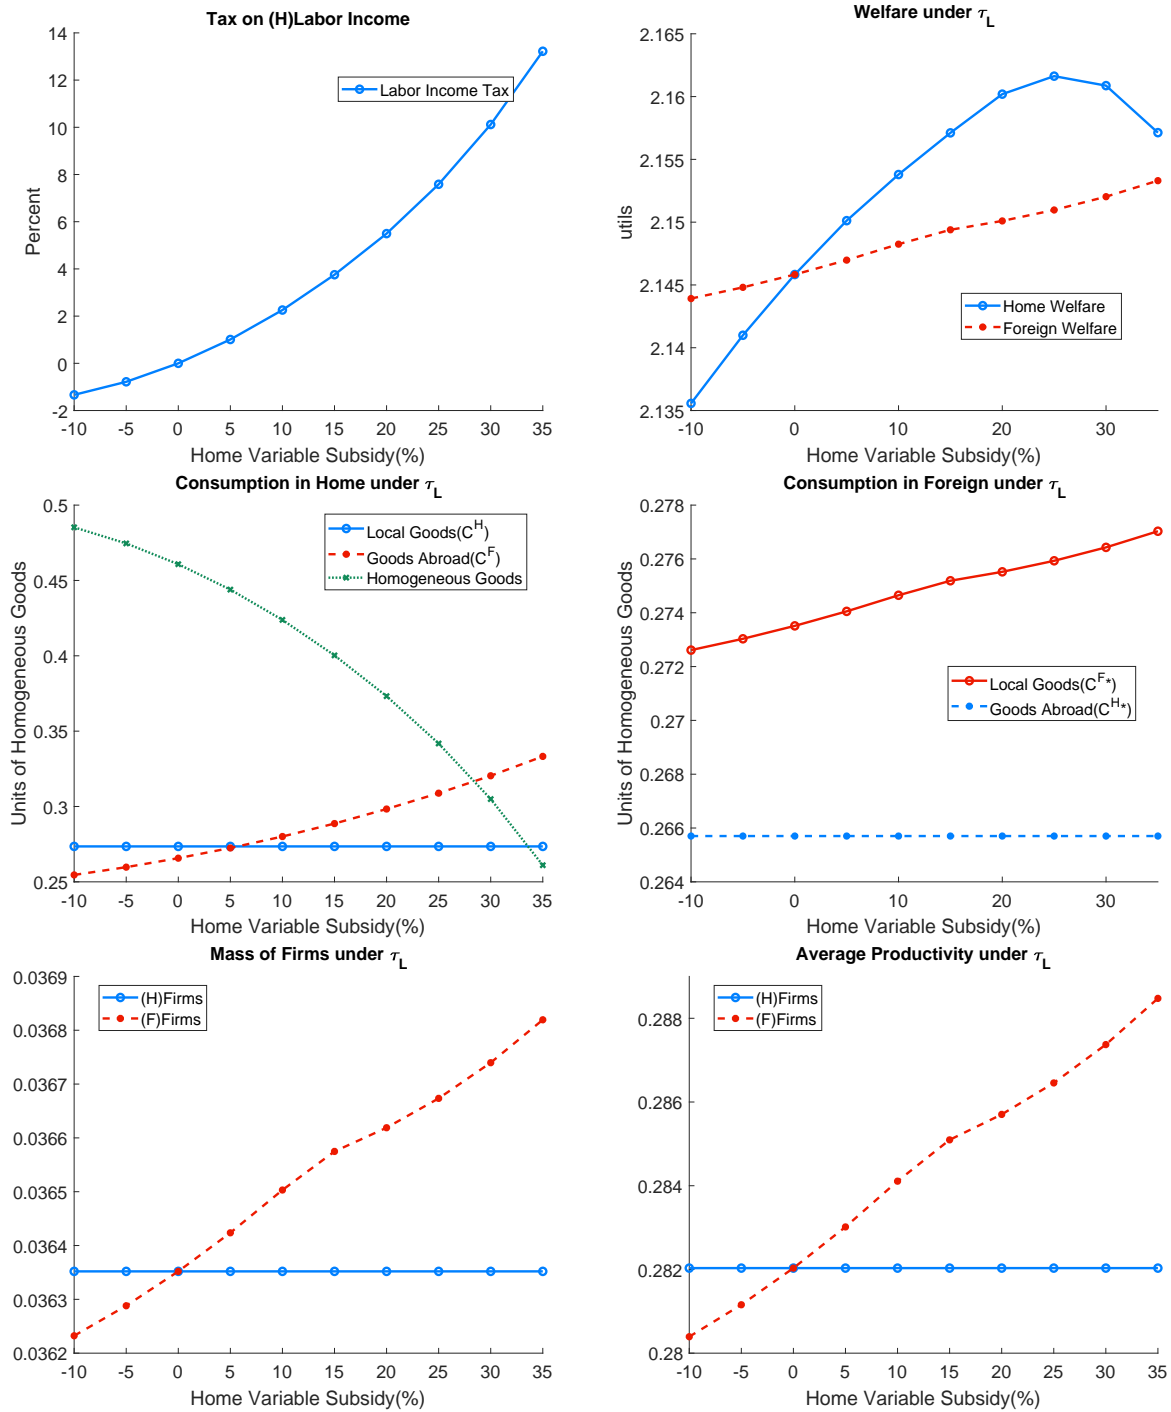 Tax on (H)Labor Income
14
12
10
8
6
4
2
0
-2
Percent
Labor Income Tax
-10 -5 0 5 10 15 20 25 30 35
Home Variable Subsidy(%)
Welfare under τL
2.165
2.16
2.155
2.15
2.145
2.14
2.135
utils
Home Welfare
Foreign Welfare
-10 0 10 20 30
Home Variable Subsidy(%)
Consumption in Home under τL
0.5
0.45
0.4
0.35
0.3
0.25
Units of Homogeneous Goods
Local Goods(C^H)
Goods Abroad(C^F)
Homogeneous Goods
-10 -5 0 5 10 15 20 25 30 35
Home Variable Subsidy(%)
Consumption in Foreign under τL
0.278
0.276
0.274
0.272
0.27
0.268
0.266
0.264
Units of Homogeneous Goods
Local Goods(C^F*)
Goods Abroad(C^H*)
-10 0 10 20 30
Home Variable Subsidy(%)
Mass of Firms under τL
0.0369
0.0368
0.0367
0.0366
0.0365
0.0364
0.0363
0.0362
(H)Firms
(F)Firms
-10 -5 0 5 10 15 20 25 30 35
Home Variable Subsidy(%)
Average Productivity under τL
0.288
0.286
0.284
0.282
0.28
(H)Firms
(F)Firms
-10 -5 0 5 10 15 20 25 30 35
Home Variable Subsidy(%)